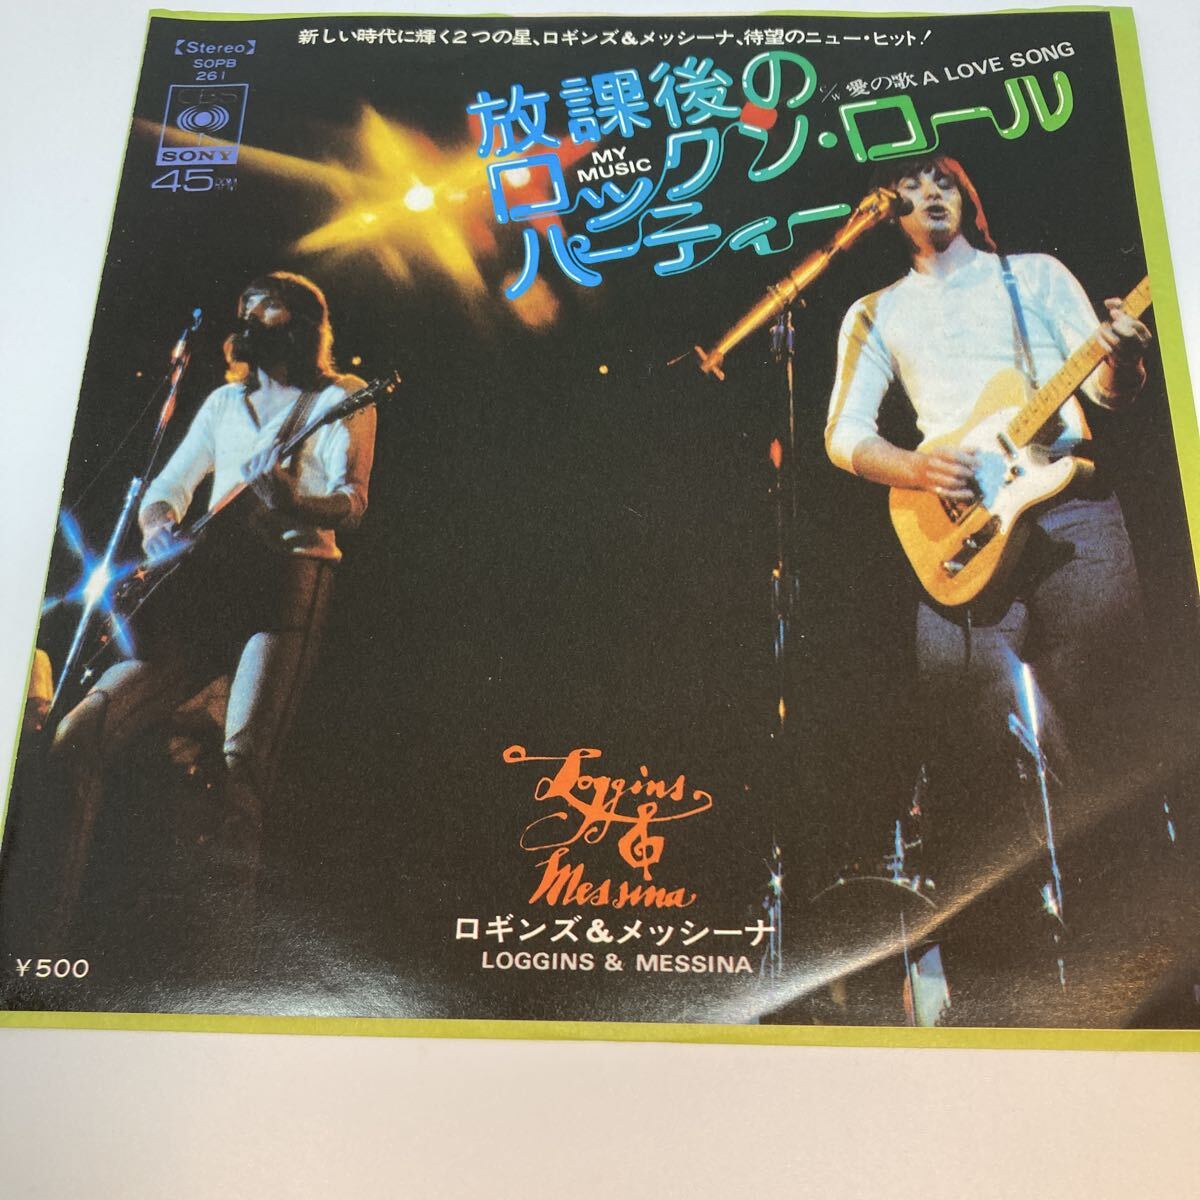 新しい時代に輝く2つの星、ロギンズ&メッシーナ、待望のニュー・ヒット!
【Stereo】
SOPB
261
CBS
SONY
45 RPM
放課後の
ロックン・ロール
パーティー
MY
MUSIC
c/w 愛の歌 A LOVE SONG
Loggins
&
Messina
ロギンズ&メッシーナ
LOGGINS & MESSINA
¥500